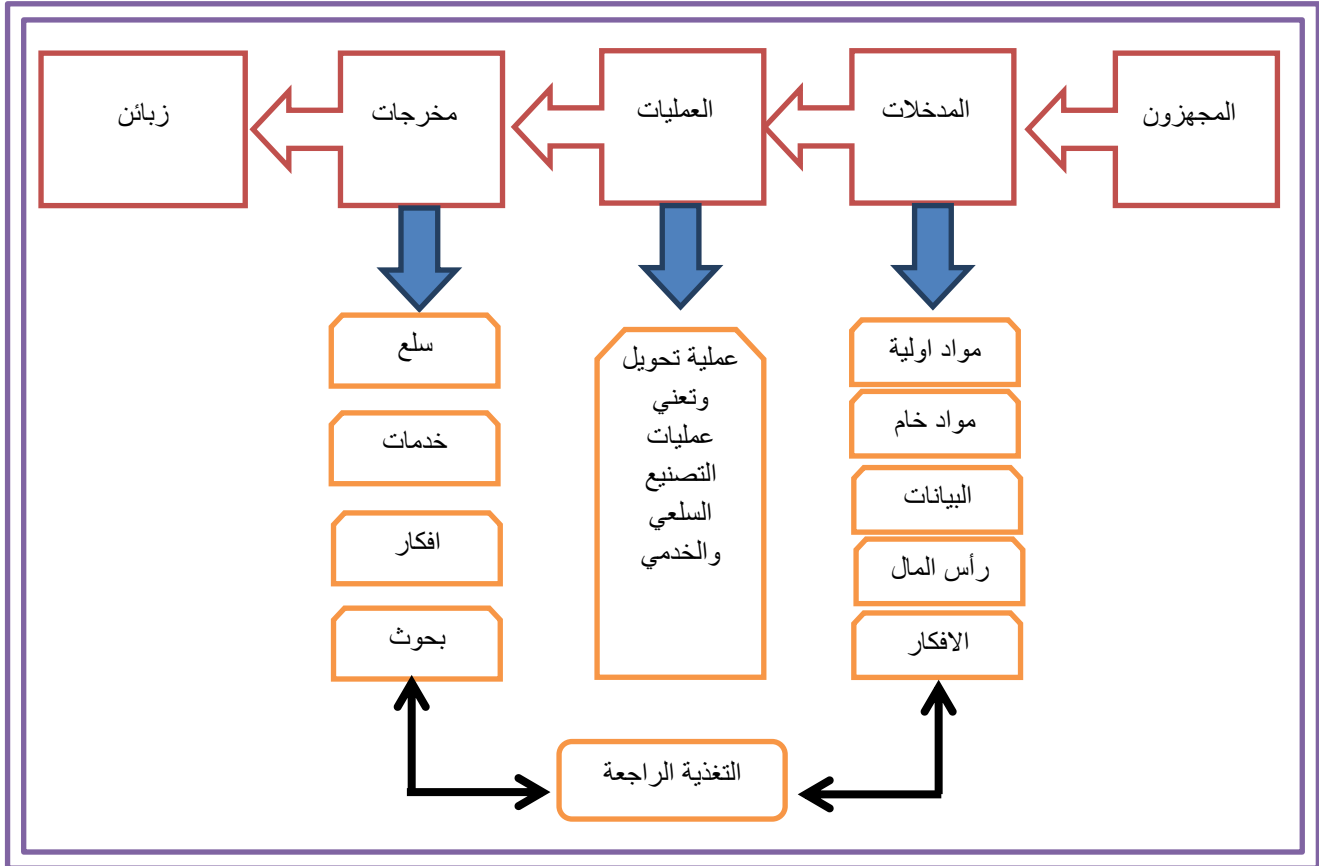 المجهزون
المدخلات
العمليات
مخرجات
زبائن
مواد اولية
مواد خام
البيانات
رأس المال
الافكار
عملية تحويل
وتعني
عمليات
التصنيع
السلعي
والخدمي
سلع
خدمات
افكار
بحوث
التغذية الراجعة